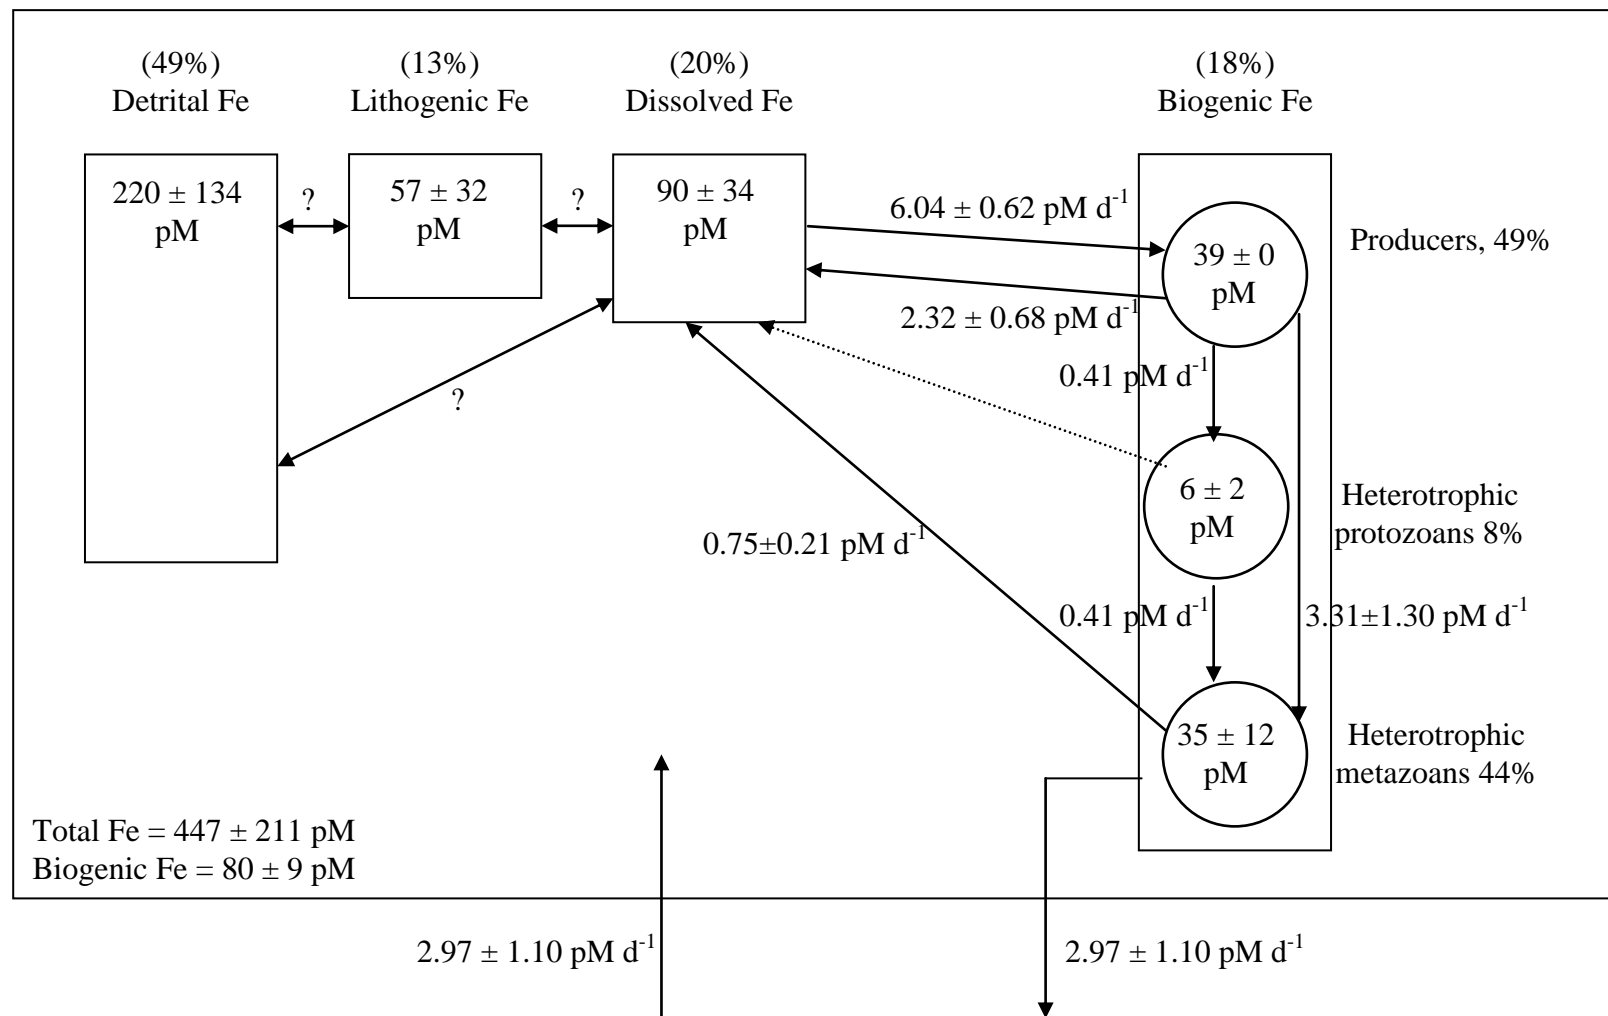 (49%)
Detrital Fe
(13%)
Lithogenic Fe
(20%)
Dissolved Fe
(18%)
Biogenic Fe
220 ± 134
pM
?
57 ± 32
pM
?
90 ± 34
pM
6.04 ± 0.62 pM d⁻¹
39 ± 0
pM
Producers, 49%
2.32 ± 0.68 pM d⁻¹
0.41 pM d⁻¹
?
6 ± 2
pM
Heterotrophic
protozoans 8%
0.75±0.21 pM d⁻¹
0.41 pM d⁻¹
3.31±1.30 pM d⁻¹
35 ± 12
pM
Heterotrophic
metazoans 44%
Total Fe = 447 ± 211 pM
Biogenic Fe = 80 ± 9 pM
2.97 ± 1.10 pM d⁻¹
2.97 ± 1.10 pM d⁻¹